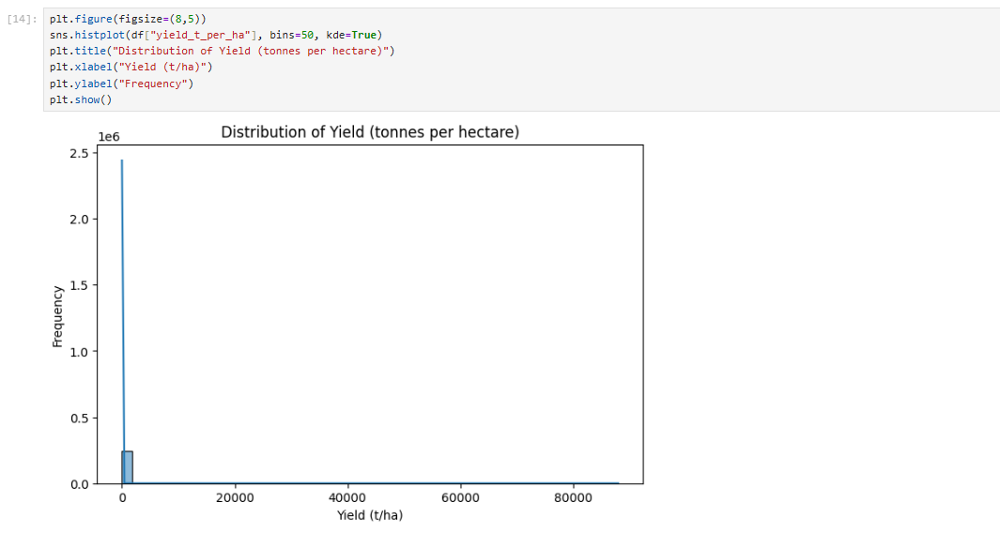 [14]: plt.figure(figsize=(8,5))
sns.histplot(df["yield_t_per_ha"], bins=50, kde=True)
plt.title("Distribution of Yield (tonnes per hectare)")
plt.xlabel("Yield (t/ha)")
plt.ylabel("Frequency")
plt.show()
Distribution of Yield (tonnes per hectare)
1e6
2.5
2.0
1.5
1.0
0.5
0.0
Frequency
0 20000 40000 60000 80000
Yield (t/ha)